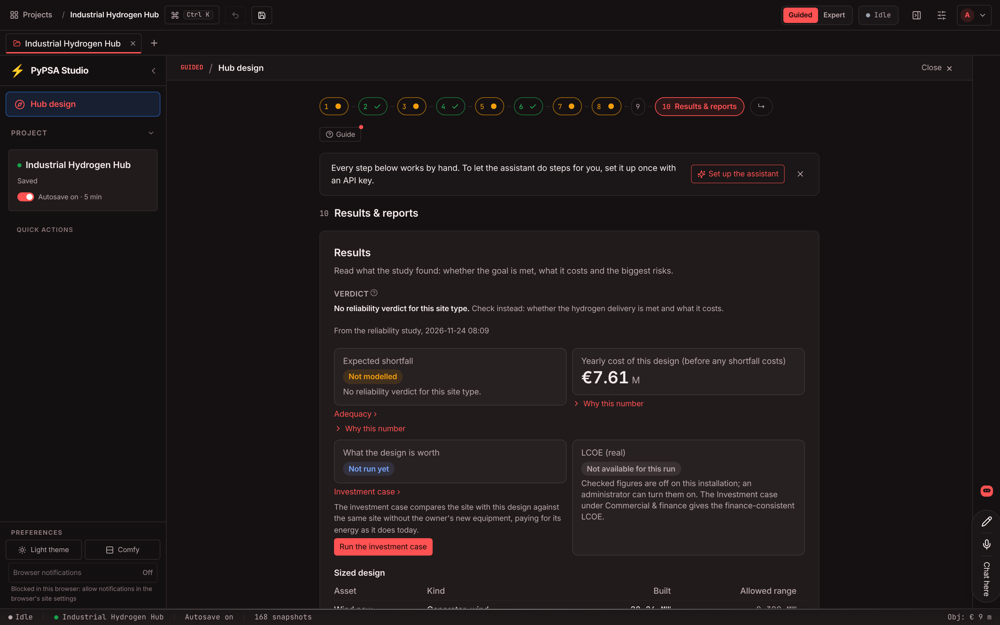 Projects / Industrial Hydrogen Hub ⌘ Ctrl K
Guided Expert Idle A
Industrial Hydrogen Hub × +
PyPSA Studio
GUIDED / Hub design Close ×
Hub design
PROJECT
Industrial Hydrogen Hub
Saved
Autosave on · 5 min
QUICK ACTIONS
1 2 3 4 5 6 7 8 9 10 Results & reports
Guide
Every step below works by hand. To let the assistant do steps for you, set it up once with
an API key.
Set up the assistant
10 Results & reports
Results
Read what the study found: whether the goal is met, what it costs and the biggest risks.
VERDICT
No reliability verdict for this site type. Check instead: whether the hydrogen delivery is met and what it costs.
From the reliability study, 2026-11-24 08:09
Expected shortfall
Not modelled
No reliability verdict for this site type.
Adequacy ›
Why this number
Yearly cost of this design (before any shortfall costs)
€7.61 M
Why this number
What the design is worth
Not run yet
Investment case ›
The investment case compares the site with this design against
the same site without the owner's new equipment, paying for its
energy as it does today.
Run the investment case
LCOE (real)
Not available for this run
Checked figures are off on this installation; an
administrator can turn them on. The Investment case
under Commercial & finance gives the finance-consistent
LCOE.
Sized design
Asset Kind Built Allowed range
Chat here
PREFERENCES
Light theme Comfy
Browser notifications Off
Blocked in this browser: allow notifications in the
browser's site settings
Idle Industrial Hydrogen Hub Autosave on 168 snapshots Obj: € 9 m